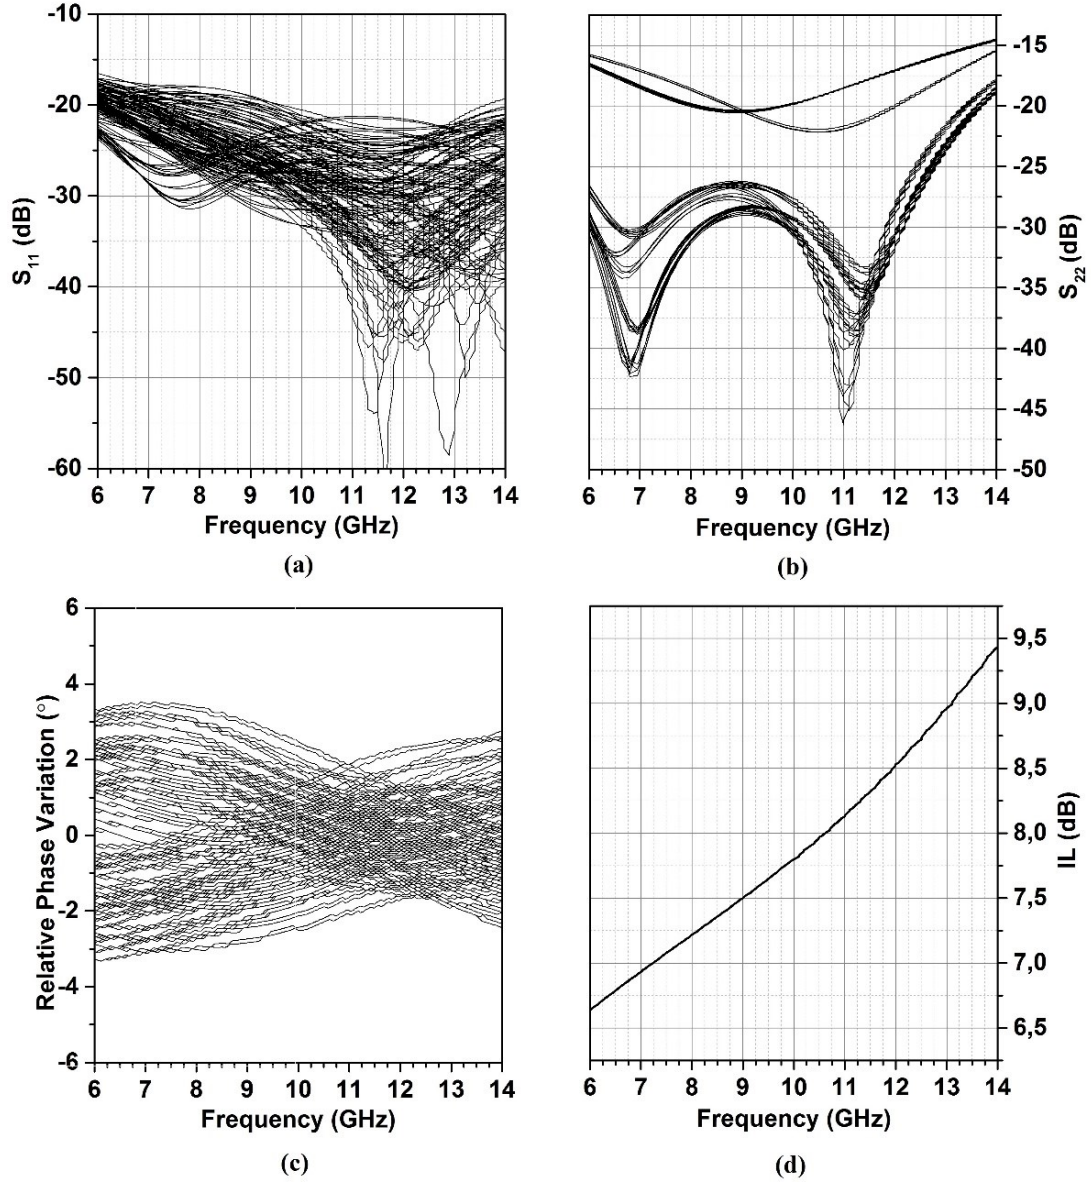 -10
-20
-30
-40
-50
-60
S11 (dB)
6 7 8 9 10 11 12 13 14
Frequency (GHz)
(a)
-15
-20
-25
-30
-35
-40
-45
-50
S22 (dB)
6 7 8 9 10 11 12 13 14
Frequency (GHz)
(b)
6
4
2
0
-2
-4
-6
Relative Phase Variation (°)
6 7 8 9 10 11 12 13 14
Frequency (GHz)
(c)
9,5
9,0
8,5
8,0
7,5
7,0
6,5
IL (dB)
6 7 8 9 10 11 12 13 14
Frequency (GHz)
(d)